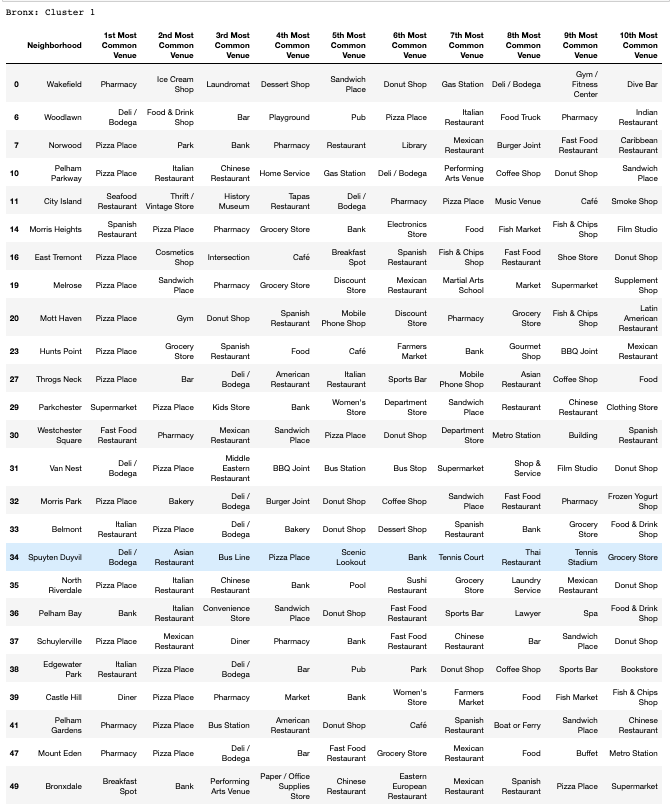 Bronx: Cluster 1
Neighborhood | 1st Most Common Venue | 2nd Most Common Venue | 3rd Most Common Venue | 4th Most Common Venue | 5th Most Common Venue | 6th Most Common Venue | 7th Most Common Venue | 8th Most Common Venue | 9th Most Common Venue | 10th Most Common Venue
0 | Wakefield | Pharmacy | Ice Cream Shop | Laundromat | Dessert Shop | Sandwich Place | Donut Shop | Gas Station | Deli / Bodega | Gym / Fitness Center | Dive Bar
6 | Woodlawn | Deli / Bodega | Food & Drink Shop | Bar | Playground | Pub | Pizza Place | Italian Restaurant | Food Truck | Pharmacy | Indian Restaurant
7 | Norwood | Pizza Place | Park | Bank | Pharmacy | Restaurant | Library | Mexican Restaurant | Burger Joint | Fast Food Restaurant | Caribbean Restaurant
10 | Pelham Parkway | Pizza Place | Italian Restaurant | Chinese Restaurant | Home Service | Gas Station | Deli / Bodega | Performing Arts Venue | Coffee Shop | Donut Shop | Sandwich Place
11 | City Island | Seafood Restaurant | Thrift / Vintage Store | History Museum | Tapas Restaurant | Deli / Bodega | Pharmacy | Pizza Place | Music Venue | Café | Smoke Shop
14 | Morris Heights | Spanish Restaurant | Pizza Place | Pharmacy | Grocery Store | Bank | Electronics Store | Food | Fish Market | Fish & Chips Shop | Film Studio
16 | East Tremont | Pizza Place | Cosmetics Shop | Intersection | Café | Breakfast Spot | Spanish Restaurant | Fish & Chips Shop | Fast Food Restaurant | Shoe Store | Donut Shop
19 | Melrose | Pizza Place | Sandwich Place | Pharmacy | Grocery Store | Discount Store | Mexican Restaurant | Martial Arts School | Market | Supermarket | Supplement Shop
20 | Mott Haven | Pizza Place | Gym | Donut Shop | Spanish Restaurant | Mobile Phone Shop | Discount Store | Pharmacy | Grocery Store | Fish & Chips Shop | Latin American Restaurant
23 | Hunts Point | Pizza Place | Grocery Store | Spanish Restaurant | Food | Café | Farmers Market | Bank | Gourmet Shop | BBQ Joint | Mexican Restaurant
27 | Throgs Neck | Pizza Place | Bar | Deli / Bodega | American Restaurant | Italian Restaurant | Sports Bar | Mobile Phone Shop | Asian Restaurant | Coffee Shop | Food
29 | Parkchester | Supermarket | Pizza Place | Kids Store | Bank | Women's Store | Department Store | Sandwich Place | Restaurant | Chinese Restaurant | Clothing Store
30 | Westchester Square | Fast Food Restaurant | Pharmacy | Mexican Restaurant | Sandwich Place | Pizza Place | Donut Shop | Department Store | Metro Station | Building | Spanish Restaurant
31 | Van Nest | Deli / Bodega | Pizza Place | Middle Eastern Restaurant | BBQ Joint | Bus Station | Bus Stop | Supermarket | Shop & Service | Film Studio | Donut Shop
32 | Morris Park | Pizza Place | Bakery | Deli / Bodega | Burger Joint | Donut Shop | Coffee Shop | Sandwich Place | Fast Food Restaurant | Pharmacy | Frozen Yogurt Shop
33 | Belmont | Italian Restaurant | Pizza Place | Deli / Bodega | Bakery | Donut Shop | Dessert Shop | Spanish Restaurant | Bank | Grocery Store | Food & Drink Shop
34 | Spuyten Duyvil | Deli / Bodega | Asian Restaurant | Bus Line | Pizza Place | Scenic Lookout | Bank | Tennis Court | Thai Restaurant | Tennis Stadium | Grocery Store
35 | North Riverdale | Pizza Place | Italian Restaurant | Chinese Restaurant | Bank | Pool | Sushi Restaurant | Grocery Store | Laundry Service | Mexican Restaurant | Donut Shop
36 | Pelham Bay | Bank | Italian Restaurant | Convenience Store | Sandwich Place | Donut Shop | Fast Food Restaurant | Sports Bar | Lawyer | Spa | Food & Drink Shop
37 | Schuylerville | Pizza Place | Mexican Restaurant | Diner | Pharmacy | Bank | Fast Food Restaurant | Chinese Restaurant | Bar | Sandwich Place | Donut Shop
38 | Edgewater Park | Italian Restaurant | Pizza Place | Deli / Bodega | Bar | Pub | Park | Donut Shop | Coffee Shop | Sports Bar | Bookstore
39 | Castle Hill | Diner | Pizza Place | Pharmacy | Market | Bank | Women's Store | Farmers Market | Food | Fish Market | Fish & Chips Shop
41 | Pelham Gardens | Pharmacy | Pizza Place | Bus Station | American Restaurant | Donut Shop | Café | Spanish Restaurant | Boat or Ferry | Sandwich Place | Chinese Restaurant
47 | Mount Eden | Pharmacy | Pizza Place | Deli / Bodega | Bar | Fast Food Restaurant | Grocery Store | Mexican Restaurant | Food | Buffet | Metro Station
49 | Bronxdale | Breakfast Spot | Bank | Performing Arts Venue | Paper / Office Supplies Store | Chinese Restaurant | Eastern European Restaurant | Mexican Restaurant | Spanish Restaurant | Pizza Place | Supermarket